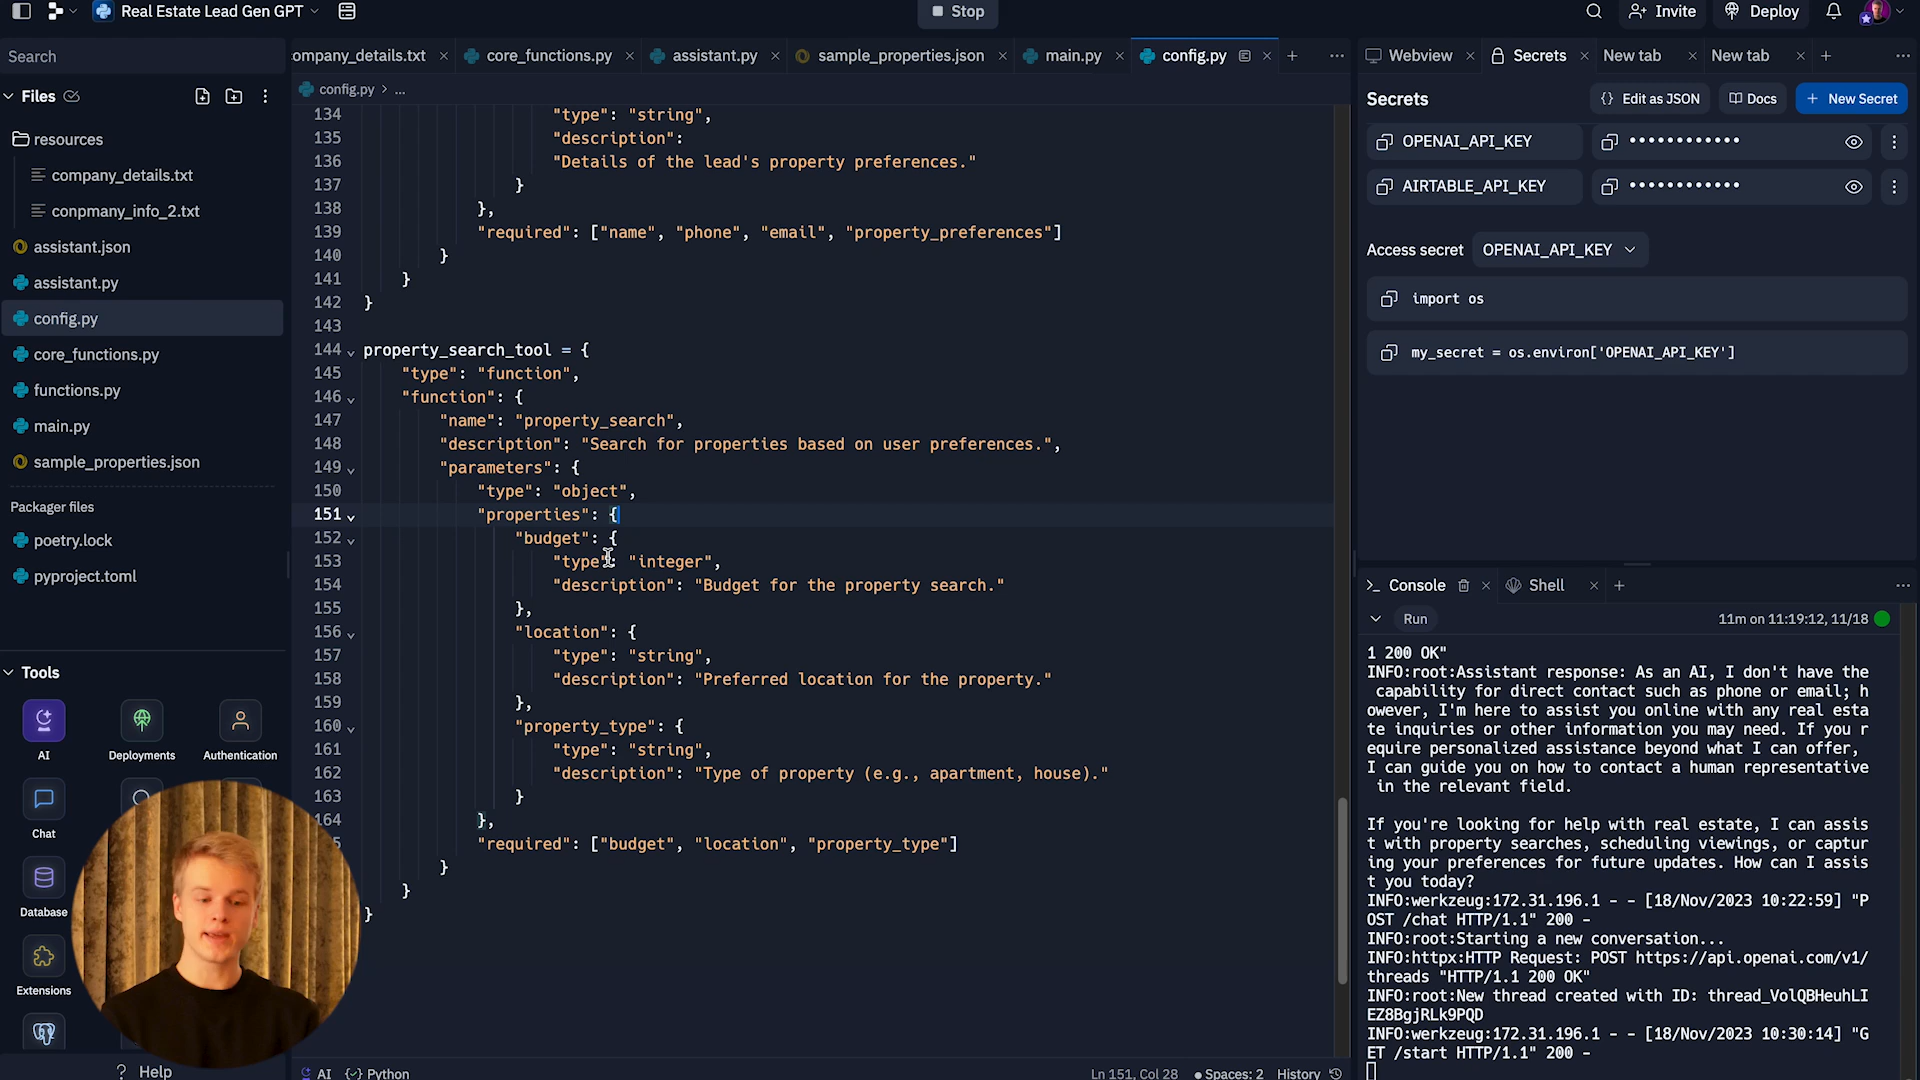 Real Estate Lead Gen GPT
Stop
Invite
Deploy
Search
ompany_details.txt
core_functions.py
assistant.py
sample_properties.json
main.py
config.py
Webview
Secrets
New tab
New tab
Files
config.py > ...
Secrets
{} Edit as JSON
Docs
+ New Secret
resources
company_details.txt
conpmany_info_2.txt
assistant.json
assistant.py
config.py
core_functions.py
functions.py
main.py
sample_properties.json
Packager files
poetry.lock
pyproject.toml
Tools
AI
Deployments
Authentication
Chat
Database
Extensions
? Help
134 "type": "string",
135 "description":
136 "Details of the lead's property preferences."
137 }
138 },
139 "required": ["name", "phone", "email", "property_preferences"]
140 }
141 }
142 }
143
144 property_search_tool = {
145 "type": "function",
146 "function": {
147 "name": "property_search",
148 "description": "Search for properties based on user preferences.",
149 "parameters": {
150 "type": "object",
151 "properties": {
152 "budget": {
153 "type": "integer",
154 "description": "Budget for the property search."
155 },
156 "location": {
157 "type": "string",
158 "description": "Preferred location for the property."
159 },
160 "property_type": {
161 "type": "string",
162 "description": "Type of property (e.g., apartment, house)."
163 }
164 },
"required": ["budget", "location", "property_type"]
}
}
}
AI {} Python
Ln 151, Col 28
Spaces: 2
History
OPENAI_API_KEY
AIRTABLE_API_KEY
Access secret OPENAI_API_KEY
import os
my_secret = os.environ['OPENAI_API_KEY']
Console
Shell
Run
11m on 11:19:12, 11/18
1 200 OK"
INFO:root:Assistant response: As an AI, I don't have the
capability for direct contact such as phone or email; h
owever, I'm here to assist you online with any real esta
te inquiries or other information you may need. If you r
equire personalized assistance beyond what I can offer,
I can guide you on how to contact a human representative
in the relevant field.
If you're looking for help with real estate, I can assis
t with property searches, scheduling viewings, or captur
ing your preferences for future updates. How can I assis
t you today?
INFO:werkzeug:172.31.196.1 - - [18/Nov/2023 10:22:59] "P
OST /chat HTTP/1.1" 200 -
INFO:root:Starting a new conversation...
INFO:httpx:HTTP Request: POST https://api.openai.com/v1/
threads "HTTP/1.1 200 OK"
INFO:root:New thread created with ID: thread_VolQBHeuhLI
EZ8BgjRLk9PQD
INFO:werkzeug:172.31.196.1 - - [18/Nov/2023 10:30:14] "G
ET /start HTTP/1.1" 200 -